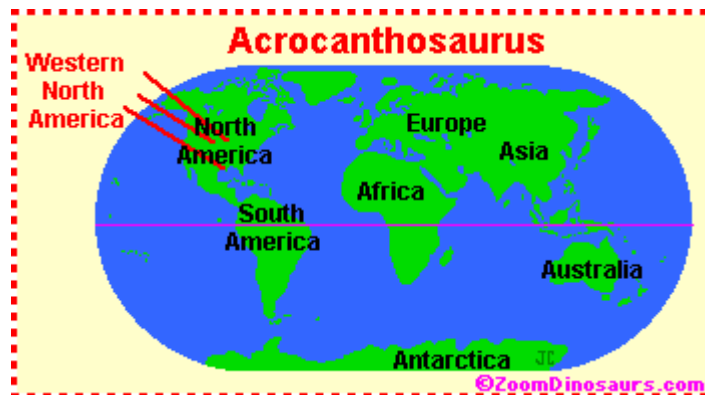 Acrocanthosaurus
Western
North
America
North
America
Europe
Asia
Africa
South
America
Australia
Antarctica
JC
©ZoomDinosaurs.com